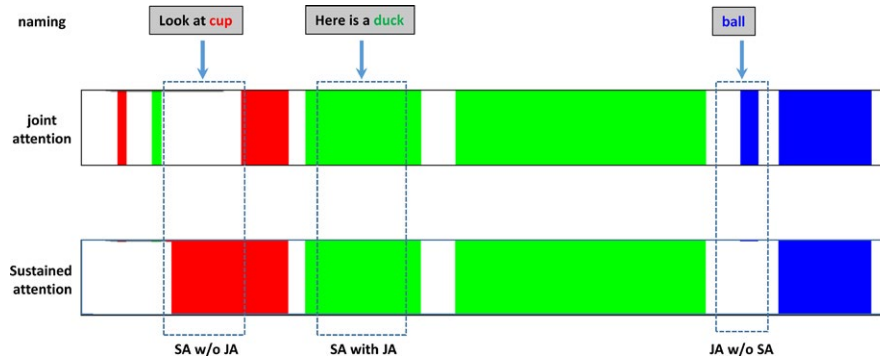 naming
Look at cup
Here is a duck
ball
joint
attention
Sustained
attention
SA w/o JA
SA with JA
JA w/o SA